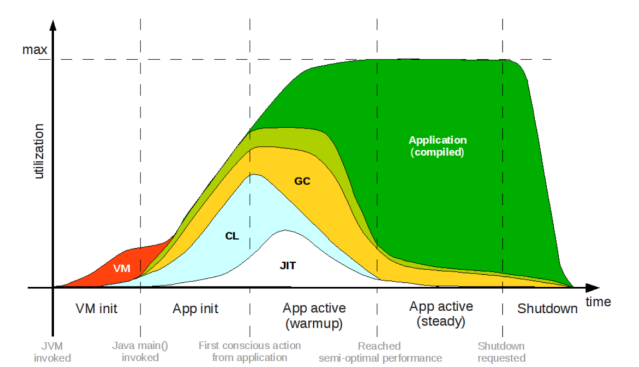 max
utilization
Application
(compiled)
GC
CL
VM
JIT
time
VM init
App init
App active
(warmup)
App active
(steady)
Shutdown
JVM
invoked
Java main()
invoked
First conscious action
from application
Reached
semi-optimal performance
Shutdown
requested